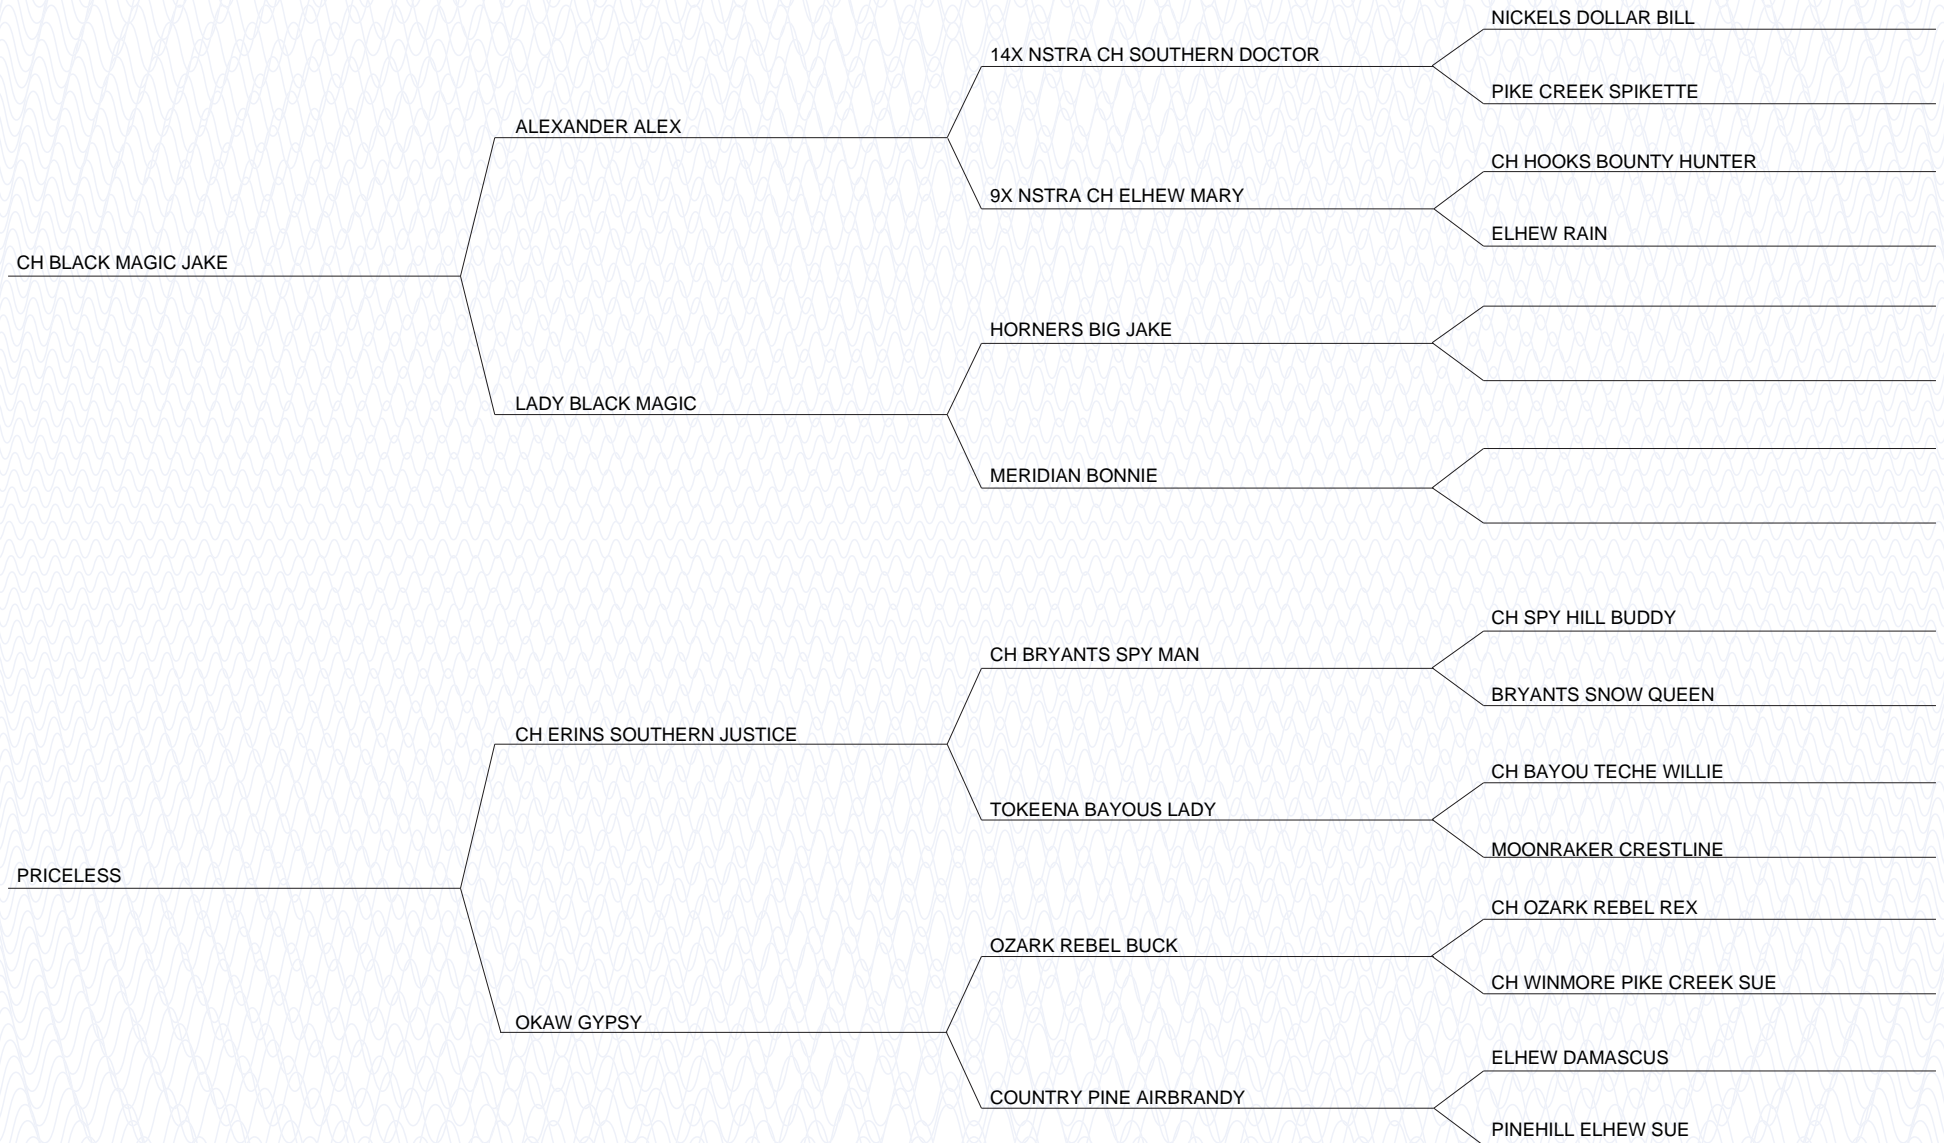 NICKELS DOLLAR BILL
14X NSTRA CH SOUTHERN DOCTOR
PIKE CREEK SPIKETTE
ALEXANDER ALEX
CH HOOKS BOUNTY HUNTER
9X NSTRA CH ELHEW MARY
ELHEW RAIN
CH BLACK MAGIC JAKE
HORNERS BIG JAKE
LADY BLACK MAGIC
MERIDIAN BONNIE
CH SPY HILL BUDDY
CH BRYANTS SPY MAN
BRYANTS SNOW QUEEN
CH ERINS SOUTHERN JUSTICE
CH BAYOU TECHE WILLIE
TOKEENA BAYOUS LADY
MOONRAKER CRESTLINE
PRICELESS
CH OZARK REBEL REX
OZARK REBEL BUCK
CH WINMORE PIKE CREEK SUE
OKAW GYPSY
ELHEW DAMASCUS
COUNTRY PINE AIRBRANDY
PINEHILL ELHEW SUE